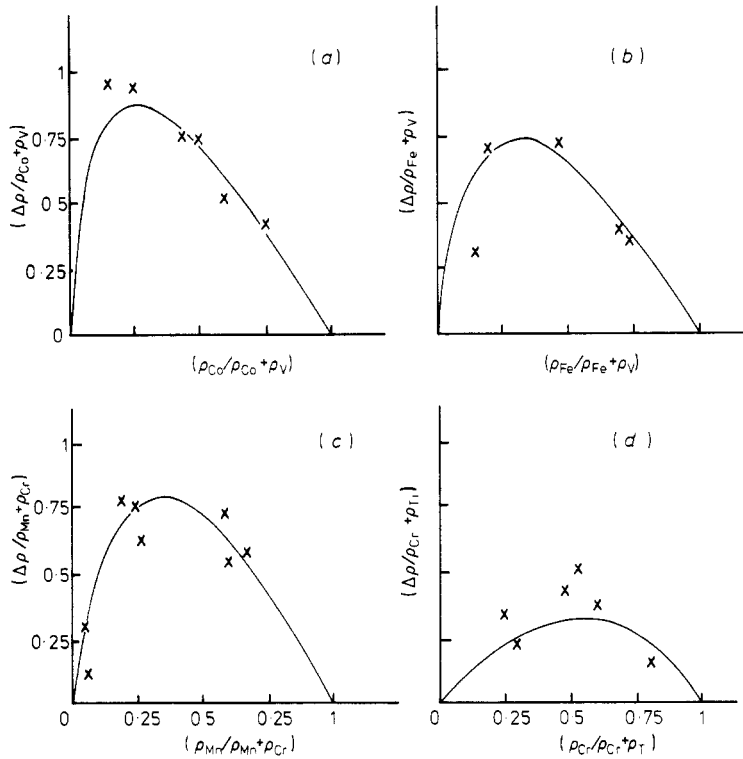 (a)
1
0·75
0·5
0·25
0
(Δρ/ρCo+ρV)
(ρCo/ρCo+ρV)
(b)
(Δρ/ρFe+ρV)
(ρFe/ρFe+ρV)
(c)
1
0·75
0·5
0·25
(Δρ/ρMn+ρCr)
0 0·25 0·5 0·25 1
(ρMn/ρMn+ρCr)
(d)
(Δρ/ρCr+ρTi)
0 0·25 0·5 0·75 1
(ρCr/ρCr+ρT)